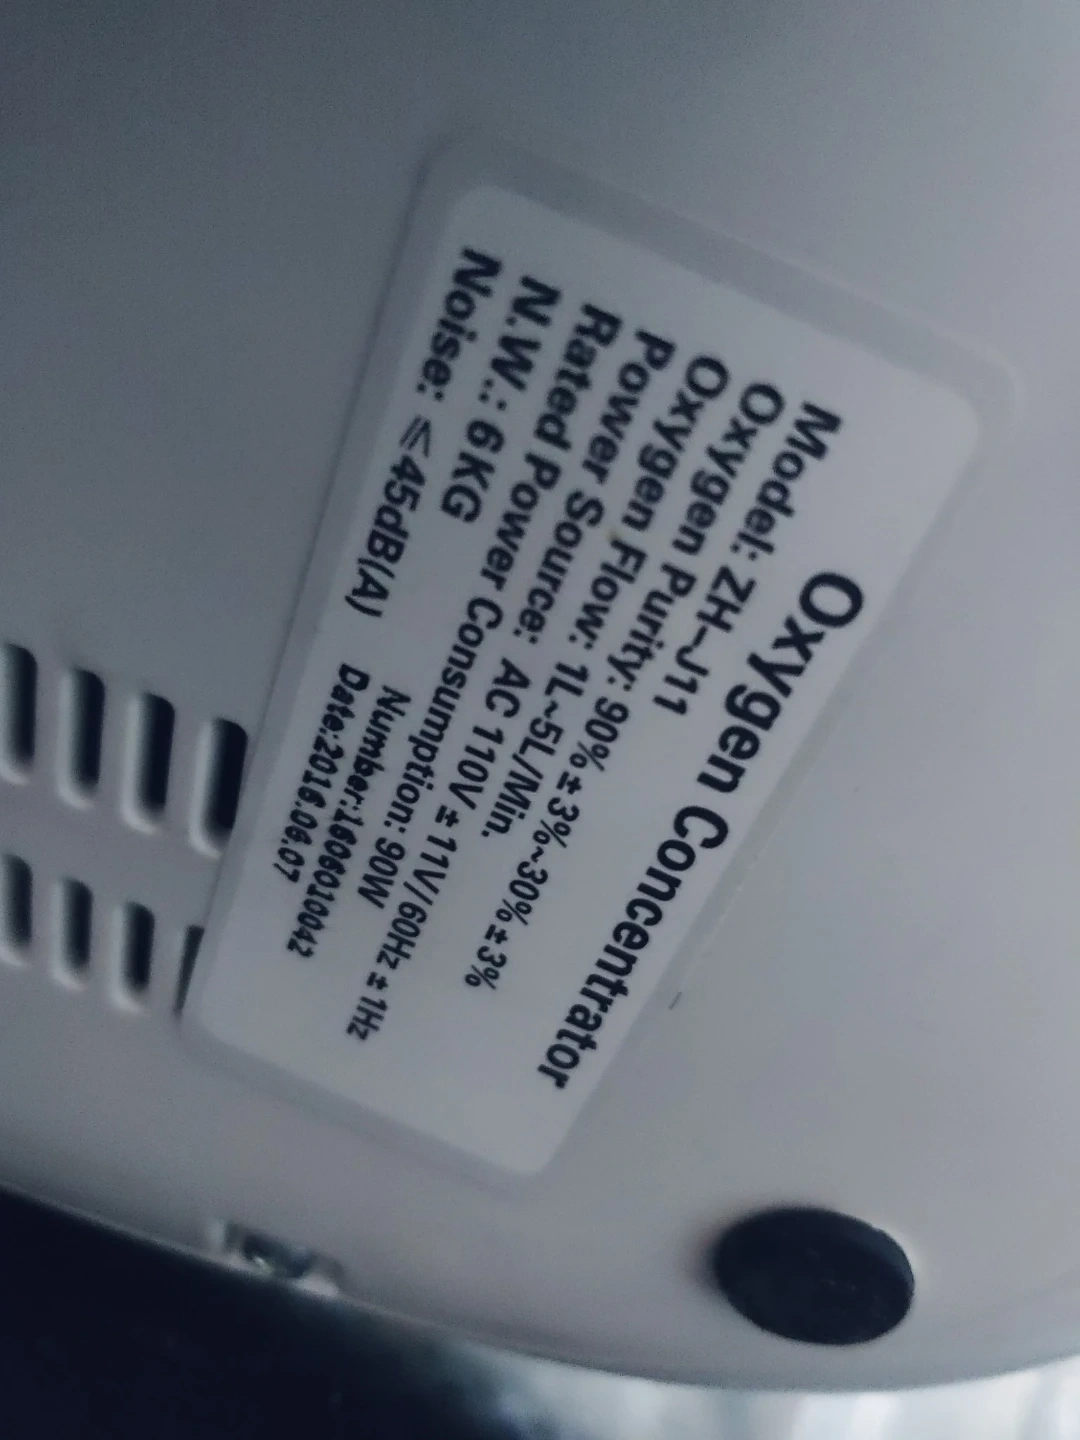 Oxygen Concentrator
Model: ZH-J11
Oxygen Purity: 90%±3%~30%±3%
Oxygen Flow: 1L~5L/Min.
Power Source: AC 110V ± 11V/60Hz ± 1Hz
Rated Power Consumption: 90W
N.W.: 6KG
Number:1606010042
Noise: ≤45dB(A)
Date:2016.06.07